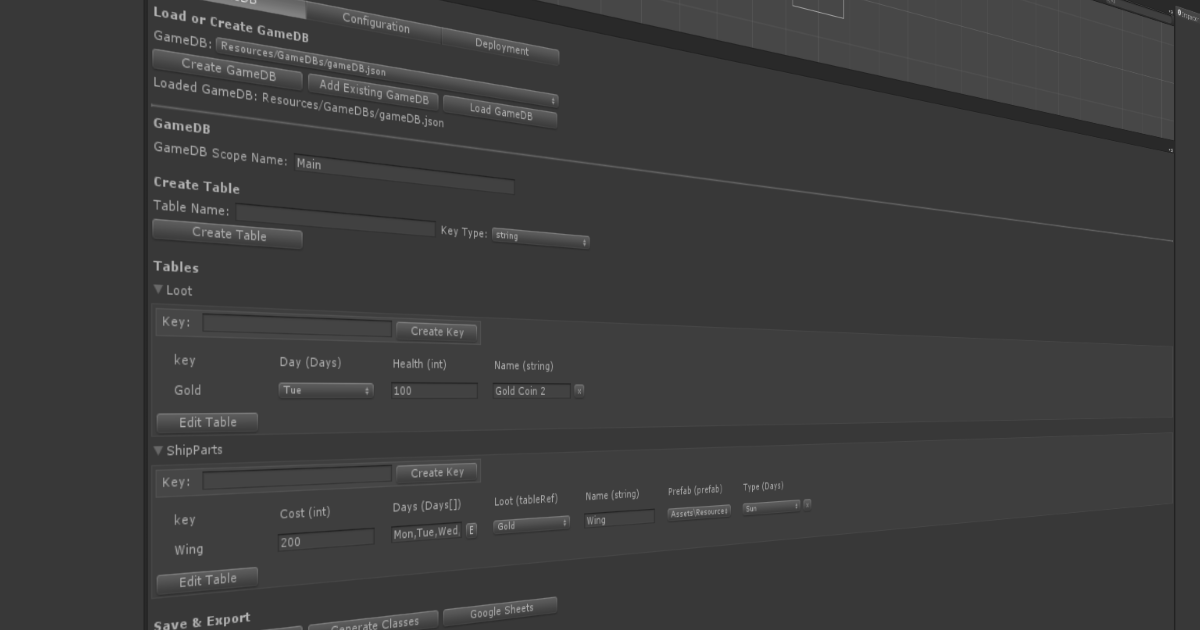 Configuration
Deployment
Load or Create GameDB
GameDB: Resources/GameDBs/gameDB.json
Create GameDB Add Existing GameDB Load GameDB
Loaded GameDB: Resources/GameDBs/gameDB.json
GameDB
GameDB Scope Name: Main
Create Table
Table Name: Key Type: string
Create Table
Tables
Loot
Key: Create Key
key Day (Days) Health (int) Name (string)
Gold Tue 100 Gold Coin 2 x
Edit Table
ShipParts
Key: Create Key
key Cost (int) Days (Days[]) Loot (tableRef) Name (string) Prefab (prefab) Type (Days)
Wing 200 Mon,Tue,Wed, E Gold Wing Assets\Resources Sun
Edit Table
Save & Export
Generate Classes Google Sheets